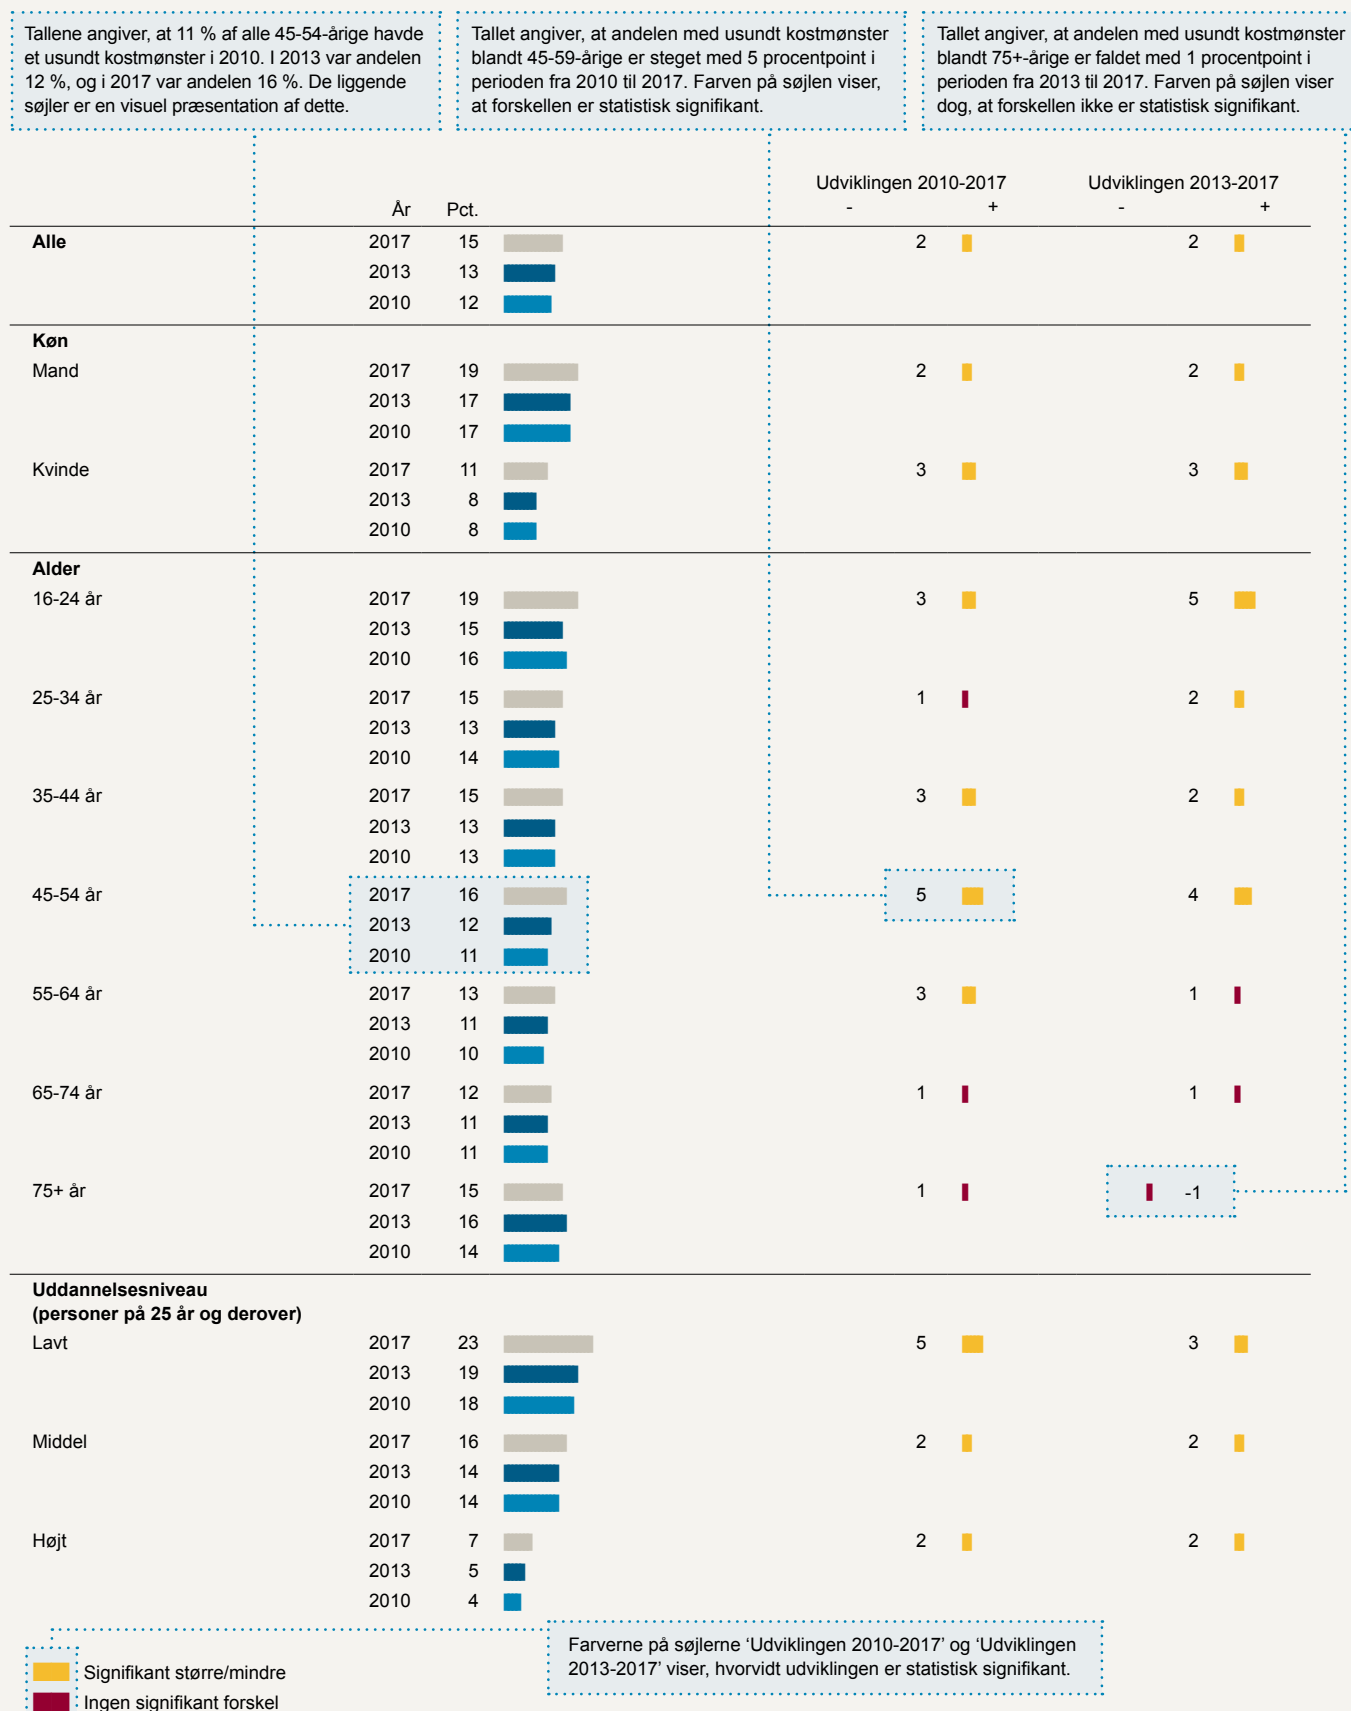 Tallene angiver, at 11 % af alle 45-54-årige havde
et usundt kostmønster i 2010. I 2013 var andelen
12 %, og i 2017 var andelen 16 %. De liggende
søjler er en visuel præsentation af dette.
Tallet angiver, at andelen med usundt kostmønster
blandt 45-59-årige er steget med 5 procentpoint i
perioden fra 2010 til 2017. Farven på søjlen viser,
at forskellen er statistisk signifikant.
Tallet angiver, at andelen med usundt kostmønster
blandt 75+-årige er faldet med 1 procentpoint i
perioden fra 2013 til 2017. Farven på søjlen viser
dog, at forskellen ikke er statistisk signifikant.
Udviklingen 2010-2017 Udviklingen 2013-2017
År Pct. - + - +
Alle 2017 15 2 2
2013 13
2010 12
Køn
Mand 2017 19 2 2
2013 17
2010 17
Kvinde 2017 11 3 3
2013 8
2010 8
Alder
16-24 år 2017 19 3 5
2013 15
2010 16
25-34 år 2017 15 1 2
2013 13
2010 14
35-44 år 2017 15 3 2
2013 13
2010 13
45-54 år 2017 16 5 4
2013 12
2010 11
55-64 år 2017 13 3 1
2013 11
2010 10
65-74 år 2017 12 1 1
2013 11
2010 11
75+ år 2017 15 1 -1
2013 16
2010 14
Uddannelsesniveau
(personer på 25 år og derover)
Lavt 2017 23 5 3
2013 19
2010 18
Middel 2017 16 2 2
2013 14
2010 14
Højt 2017 7 2 2
2013 5
2010 4
Farverne på søjlerne ‘Udviklingen 2010-2017’ og ‘Udviklingen
2013-2017’ viser, hvorvidt udviklingen er statistisk signifikant.
Signifikant større/mindre
Ingen signifikant forskel